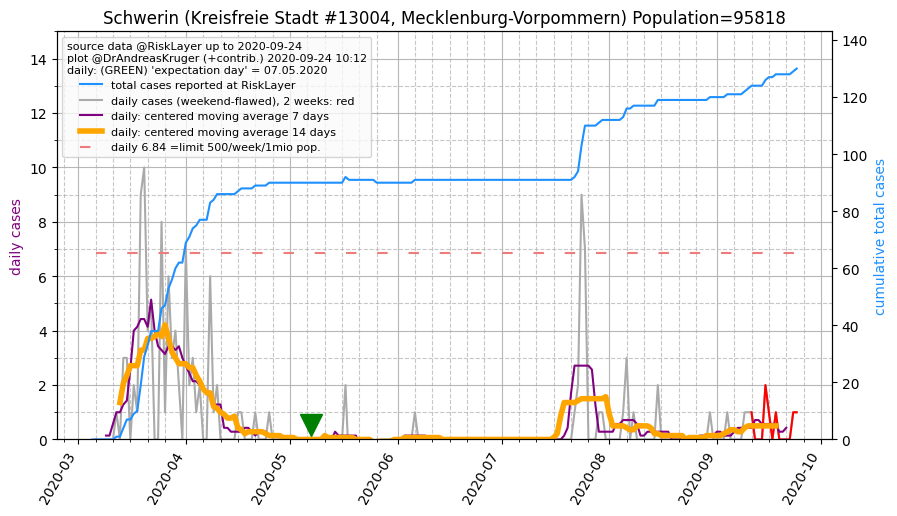 Schwerin (Kreisfreie Stadt #13004, Mecklenburg-Vorpommern) Population=95818
source data @RiskLayer up to 2020-09-24
plot @DrAndreasKruger (+contrib.) 2020-09-24 10:12
daily: (GREEN) 'expectation day' = 07.05.2020
total cases reported at RiskLayer
daily cases (weekend-flawed), 2 weeks: red
daily: centered moving average 7 days
daily: centered moving average 14 days
daily 6.84 =limit 500/week/1mio pop.
daily cases
14
12
10
8
6
4
2
0
140
120
100
80
60
40
20
0
cumulative total cases
2020-03
2020-04
2020-05
2020-06
2020-07
2020-08
2020-09
2020-10